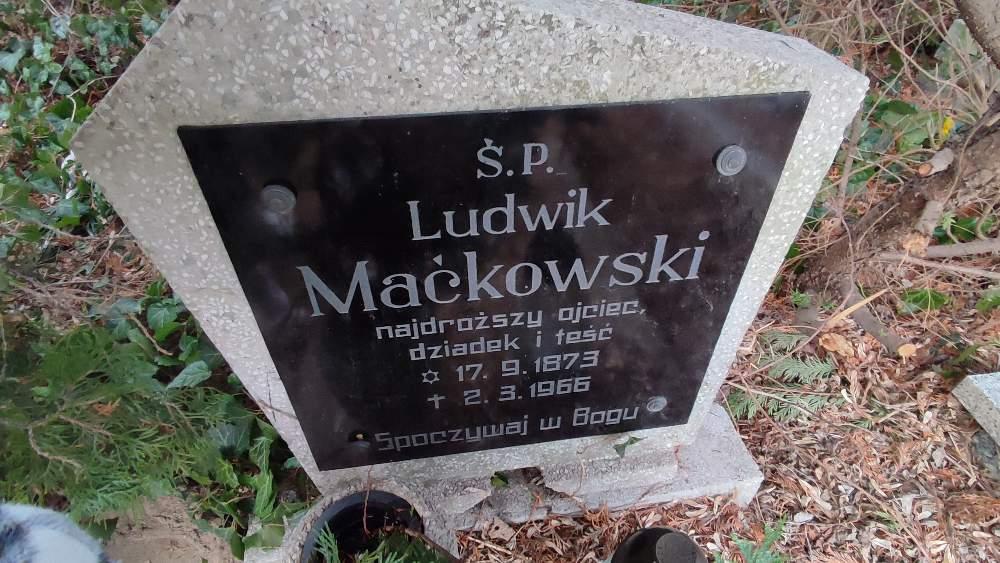 Ś.P.
Ludwik
Maćkowski
najdroższy ojciec,
dziadek i teść
✡ 17. 9. 1873
✝ 2. 3. 1966
Spoczywaj w Bogu